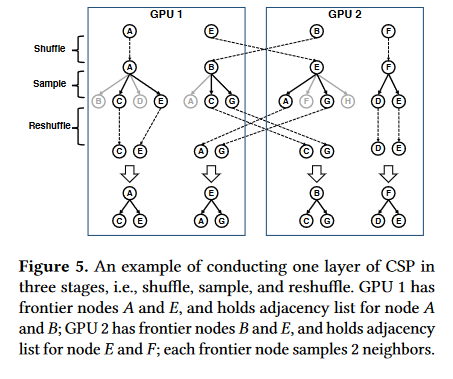 GPU 1 GPU 2
A E B F
Shuffle
A B E F
Sample
B C D E A C G A F G H D E
Reshuffle
C E A G C G D E
A E B F
C E A G C G D E
Figure 5. An example of conducting one layer of CSP in
three stages, i.e., shuffle, sample, and reshuffle. GPU 1 has
frontier nodes A and E, and holds adjacency list for node A
and B; GPU 2 has frontier nodes B and E, and holds adjacency
list for node E and F; each frontier node samples 2 neighbors.